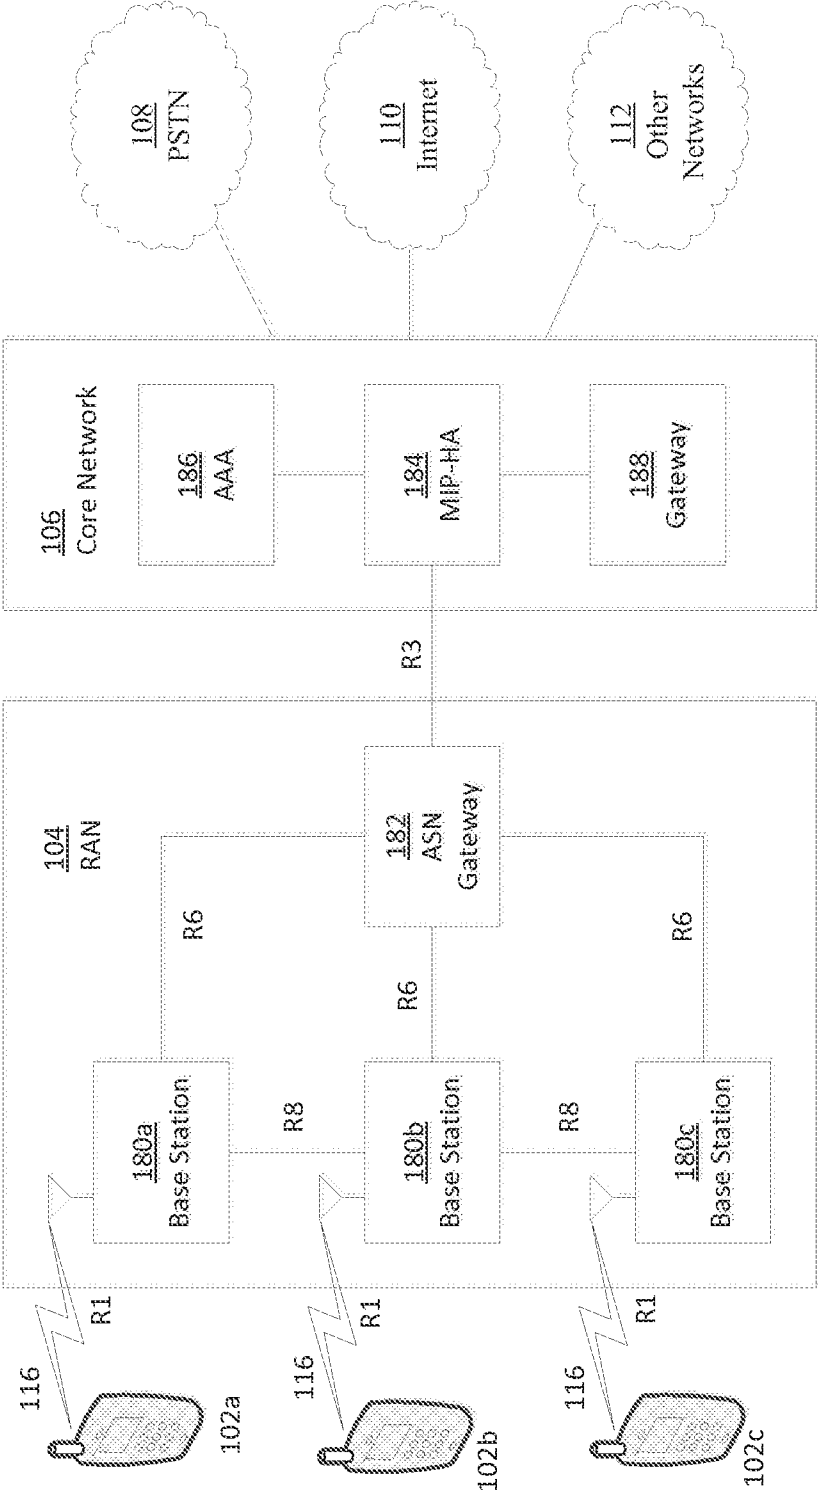 116
102a
R1
180a
Base Station
R6
104
RAN
106
Core Network
186
AAA
108
PSTN
R8
116
102b
R1
180b
Base Station
R6
182
ASN
Gateway
R3
184
MIP-HA
110
Internet
R8
116
102c
R1
180c
Base Station
R6
188
Gateway
112
Other
Networks